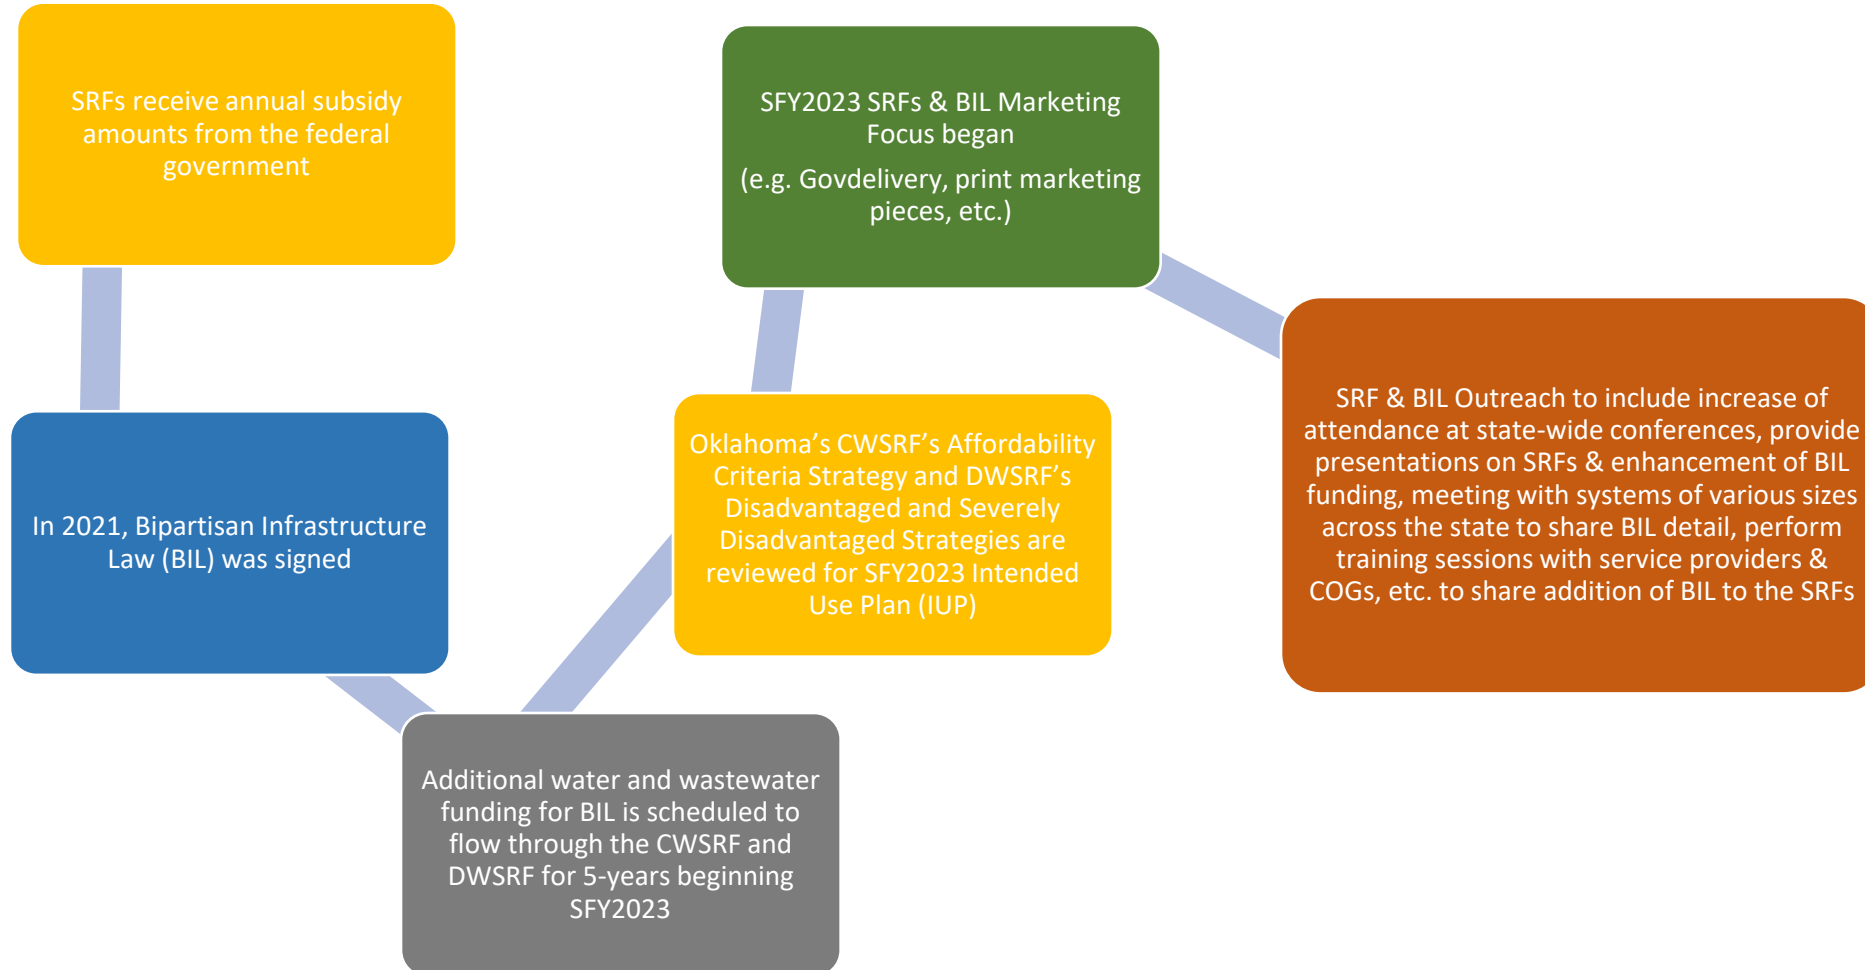 SRFs receive annual subsidy
amounts from the federal
government
In 2021, Bipartisan Infrastructure
Law (BIL) was signed
Additional water and wastewater
funding for BIL is scheduled to
flow through the CWSRF and
DWSRF for 5-years beginning
SFY2023
Oklahoma’s CWSRF’s Affordability
Criteria Strategy and DWSRF’s
Disadvantaged and Severely
Disadvantaged Strategies are
reviewed for SFY2023 Intended
Use Plan (IUP)
SFY2023 SRFs & BIL Marketing
Focus began
(e.g. Govdelivery, print marketing
pieces, etc.)
SRF & BIL Outreach to include increase of
attendance at state-wide conferences, provide
presentations on SRFs & enhancement of BIL
funding, meeting with systems of various sizes
across the state to share BIL detail, perform
training sessions with service providers &
COGs, etc. to share addition of BIL to the SRFs